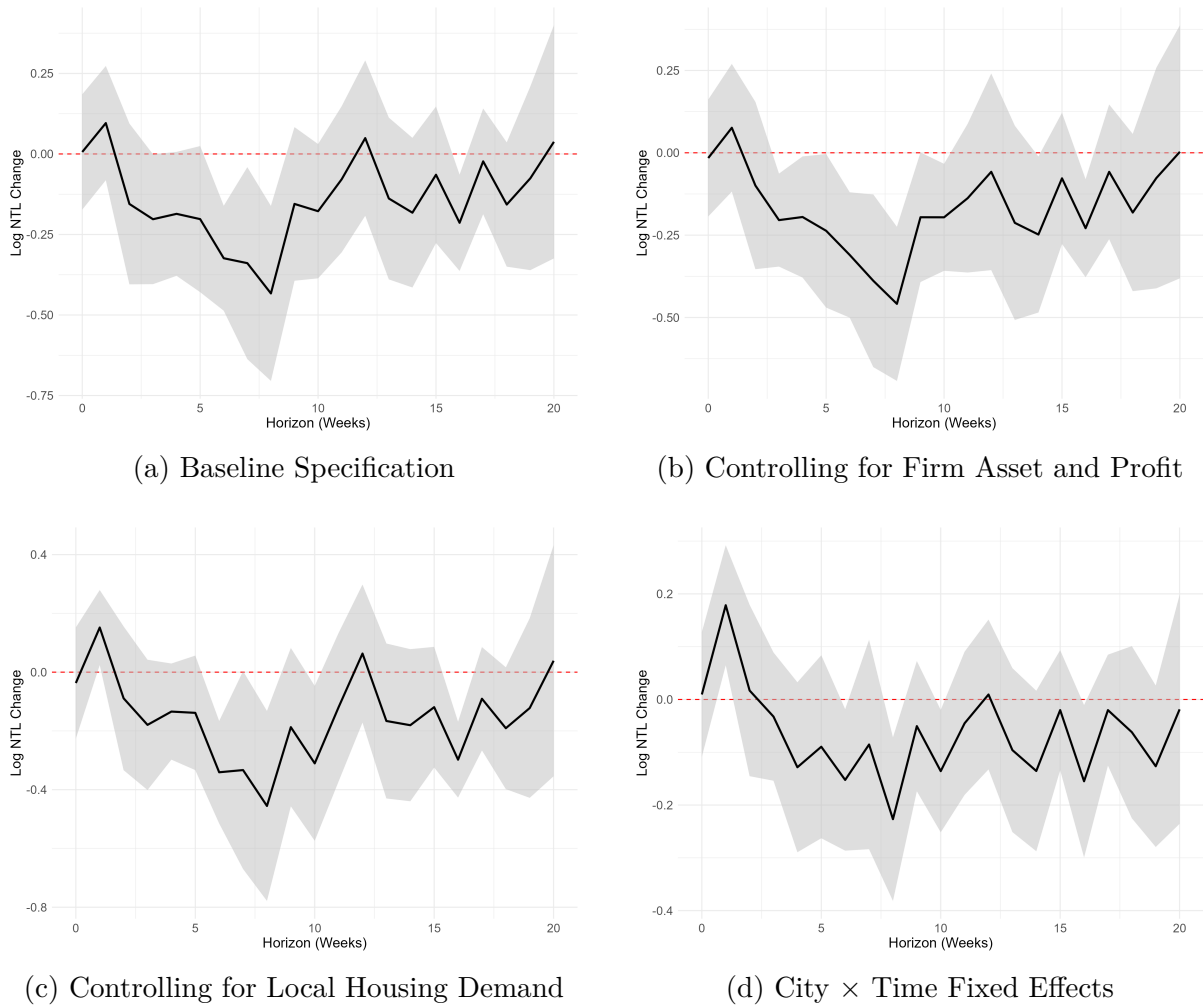 Log NTL Change
0.25
0.00
-0.25
-0.50
-0.75
0 5 10 15 20
Horizon (Weeks)
(a) Baseline Specification
Log NTL Change
0.25
0.00
-0.25
-0.50
0 5 10 15 20
Horizon (Weeks)
(b) Controlling for Firm Asset and Profit
Log NTL Change
0.4
0.0
-0.4
-0.8
0 5 10 15 20
Horizon (Weeks)
(c) Controlling for Local Housing Demand
Log NTL Change
0.2
0.0
-0.2
-0.4
0 5 10 15 20
Horizon (Weeks)
(d) City × Time Fixed Effects